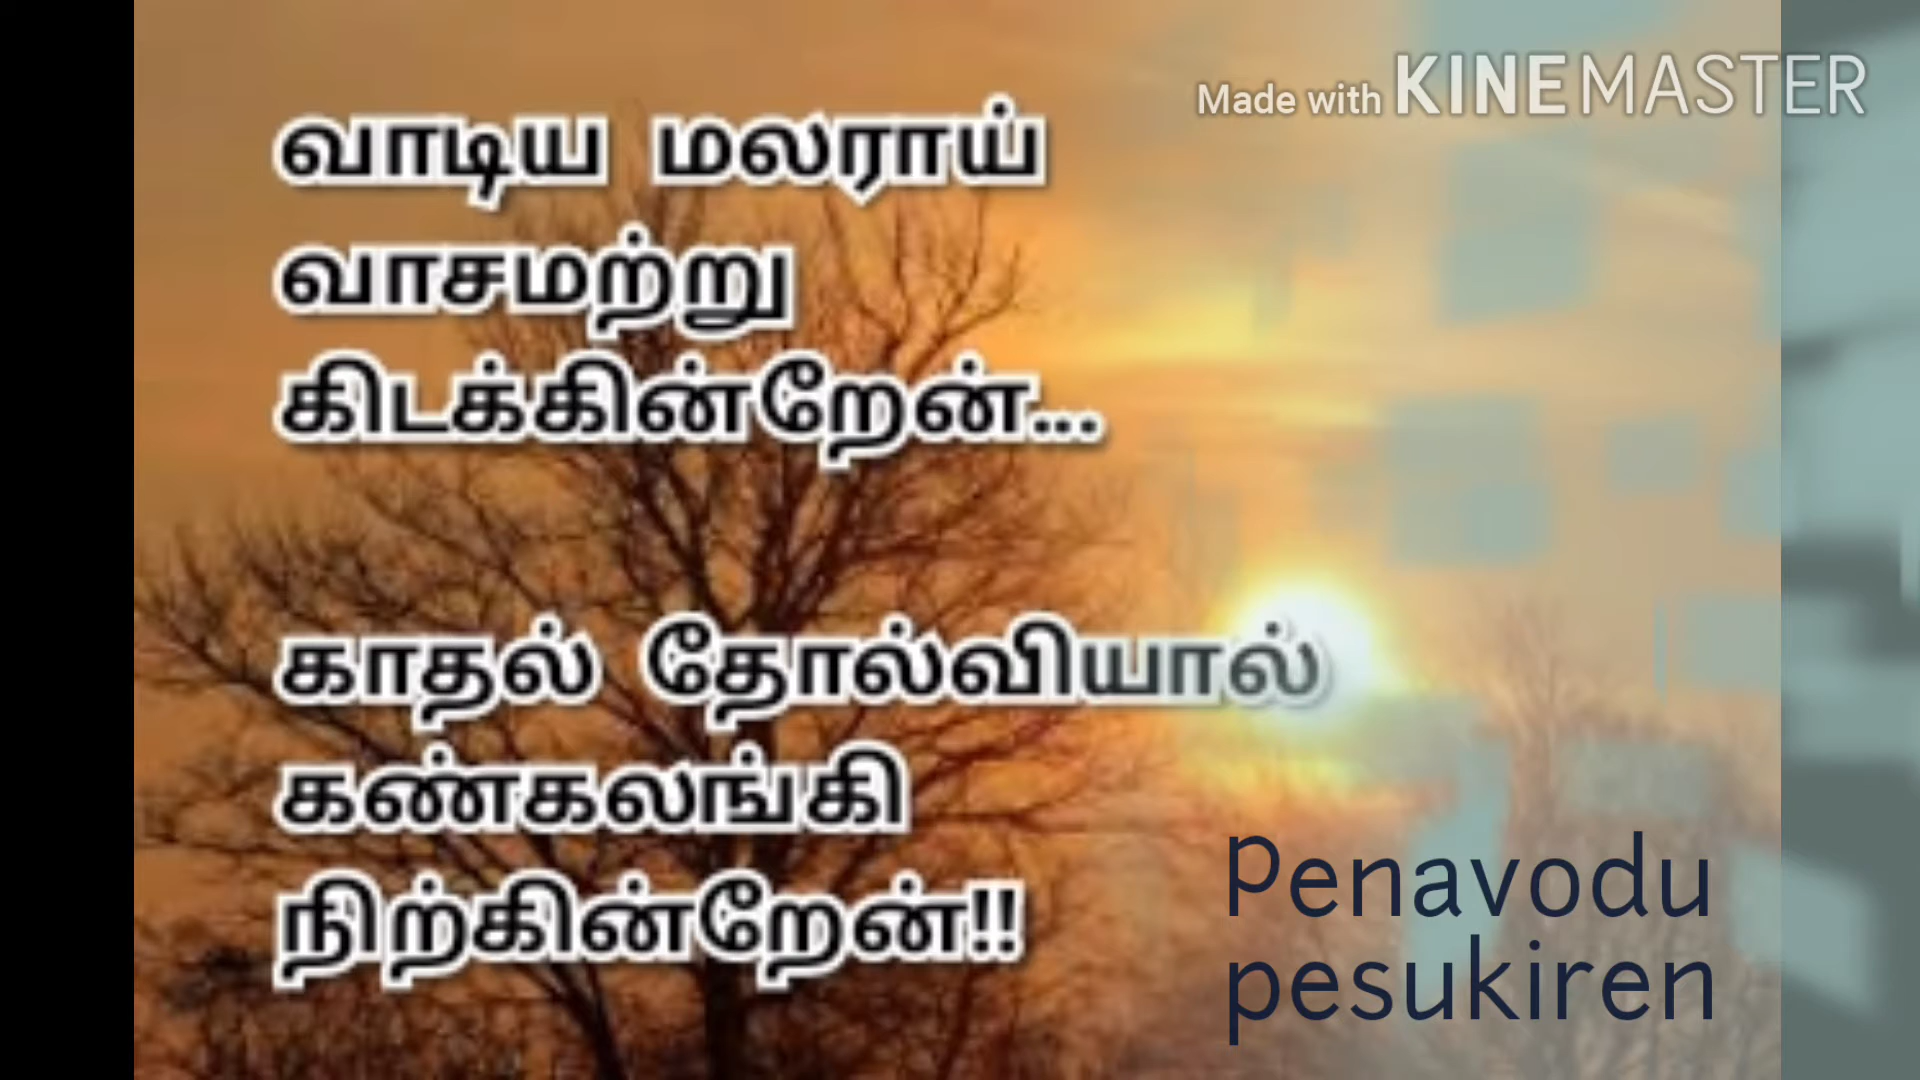 Made with KINEMASTER
வாடிய மலராய்
வாசமற்று
கிடக்கின்றேன்...
காதல் தோல்வியால்
கண்கலங்கி
நிற்கின்றேன்!!
Penavodu
pesukiren